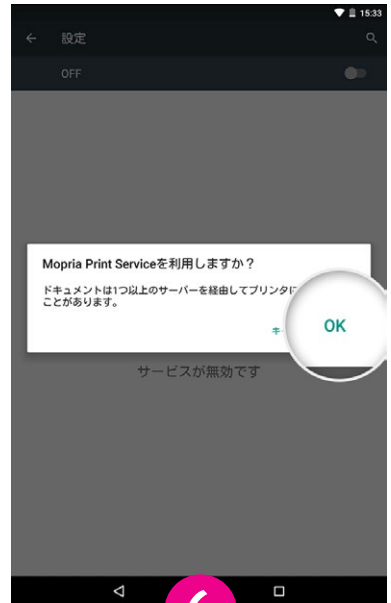 15:33
設定
OFF
Mopria Print Serviceを利用しますか？
ドキュメントは1つ以上のサーバーを経由してプリンタに
ことがあります。
OK
サービスが無効です